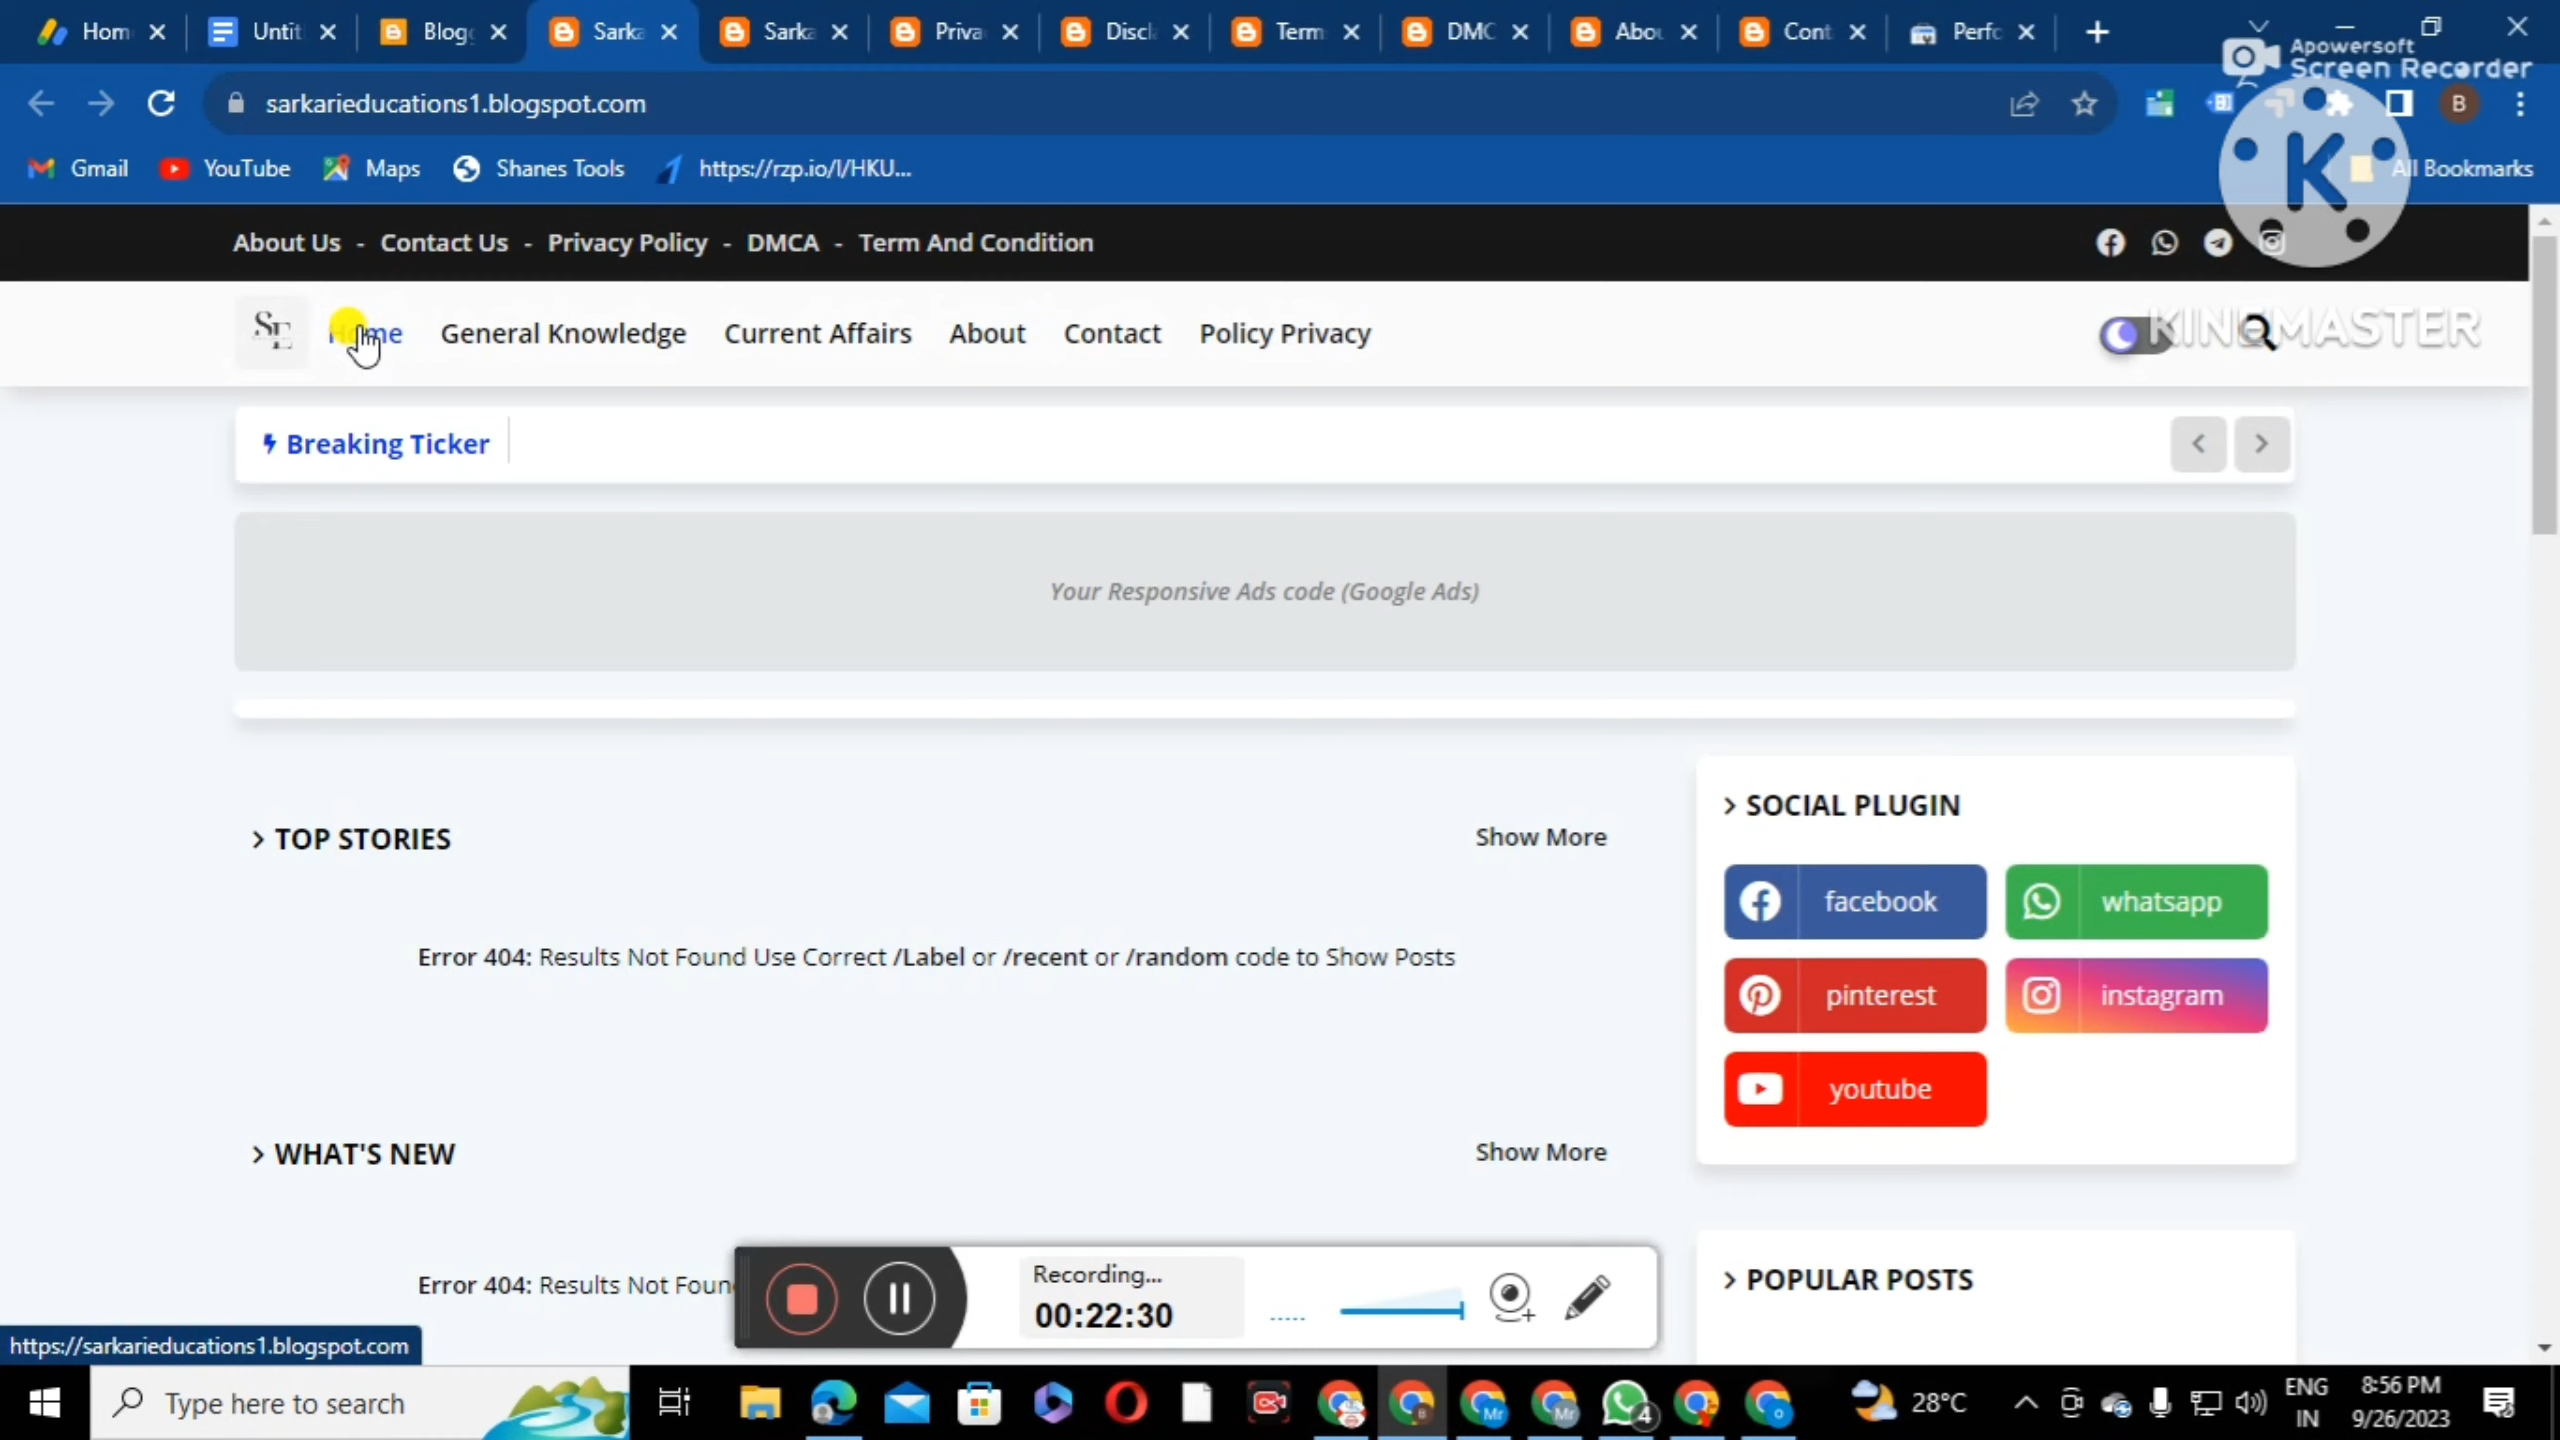 Hom
Untit
Blogg
Sarka
Sarka
Priva
Discl
Term
DMC
Abou
Cont
Perfo
Apowersoft
Screen Recorder
sarkarieducations1.blogspot.com
B
K
Gmail
YouTube
Maps
Shanes Tools
https://rzp.io/l/HKU...
All Bookmarks
About Us - Contact Us - Privacy Policy - DMCA - Term And Condition
SE
Home
General Knowledge
Current Affairs
About
Contact
Policy Privacy
KINEMASTER
Breaking Ticker
Your Responsive Ads code (Google Ads)
TOP STORIES
Show More
Error 404: Results Not Found Use Correct /Label or /recent or /random code to Show Posts
SOCIAL PLUGIN
facebook
whatsapp
pinterest
instagram
youtube
WHAT'S NEW
Show More
Error 404: Results Not Foun
POPULAR POSTS
Recording...
00:22:30
https://sarkarieducations1.blogspot.com
Type here to search
B
Mr
Mr
4
o
28°C
ENG
IN
8:56 PM
9/26/2023